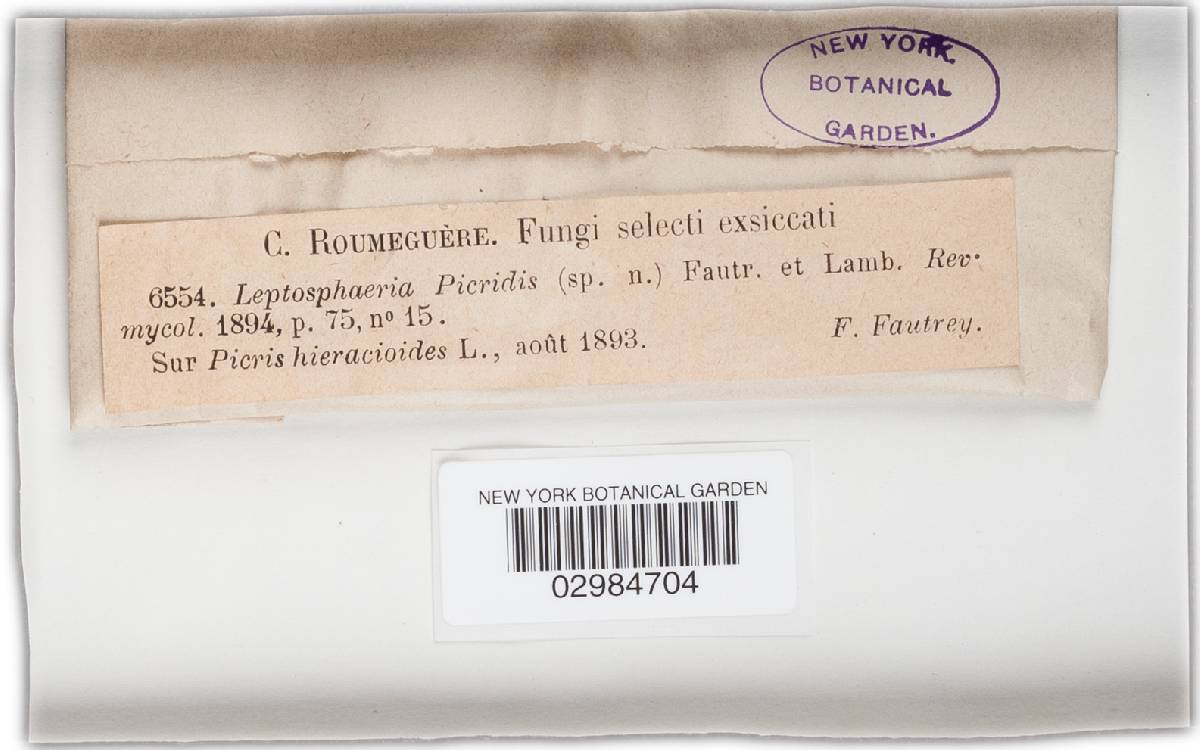 NEW YORK.
BOTANICAL
GARDEN.
C. ROUMEGUÈRE. Fungi selecti exsiccati
6554. Leptosphaeria Picridis (sp. n.) Fautr. et Lamb. Rev.
mycol. 1894, p. 75, nº 15.
F. Fautrey.
Sur Picris hieracioides L., août 1893.
NEW YORK BOTANICAL GARDEN
02984704